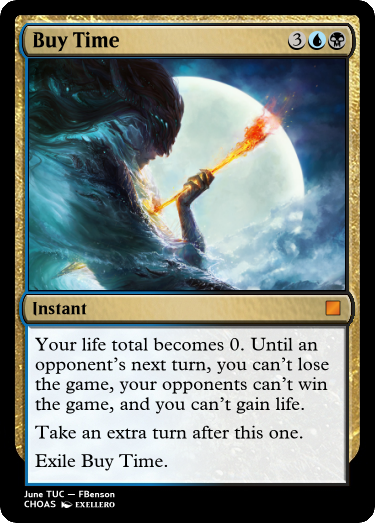 Buy Time 3
Instant
Your life total becomes 0. Until an
opponent's next turn, you can't lose
the game, your opponents can't win
the game, and you can't gain life.
Take an extra turn after this one.
Exile Buy Time.
June TUC — FBenson
CHOAS EXELLERO